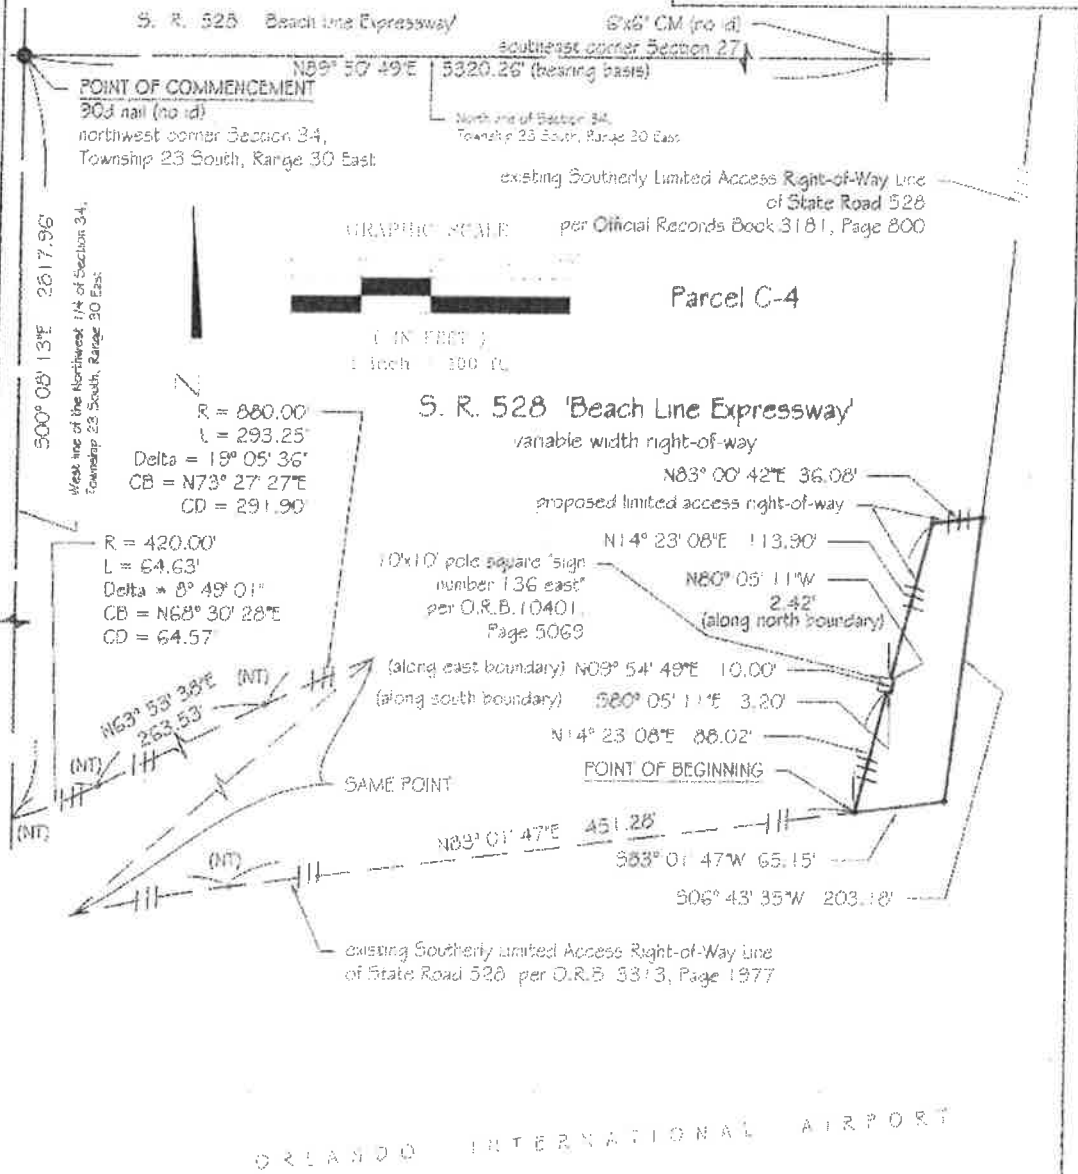 S. R. 528 'Beach Line Expressway'
6"x6" CM (no id)
southeast corner Section 27
N89° 50' 49"E 5320.26' (bearing basis)
POINT OF COMMENCEMENT
90d nail (no id)
northwest corner Section 34,
Township 23 South, Range 30 East
North line of Section 34,
Township 23 South, Range 30 East
existing Southerly Limited Access Right-of-Way Line
of State Road 528
per Official Records Book 3181, Page 800
S00° 08' 13"E 2617.96'
West line of the Northwest 1/4 of Section 34,
Township 23 South, Range 30 East
GRAPHIC SCALE
( IN FEET )
1 inch = 100 ft.
Parcel C-4
N
S. R. 528 'Beach Line Expressway'
variable width right-of-way
R = 880.00'
L = 293.25'
Delta = 19° 05' 36"
CB = N73° 27' 27"E
CD = 291.90'
R = 420.00'
L = 64.63'
Delta = 8° 49' 01"
CB = N68° 30' 28"E
CD = 64.57'
N83° 00' 42"E 36.08'
proposed limited access right-of-way
N14° 23' 08"E 113.90'
10'x10' pole square "sign
number 136 east"
per O.R.B. 10401,
Page 5069
N80° 05' 11"W
2.42'
(along north boundary)
(along east boundary) N09° 54' 49"E 10.00'
(along south boundary) S80° 05' 11"E 3.20'
N14° 23' 08"E 88.02'
POINT OF BEGINNING
N63° 53' 38"E
263.53'
(NT)
(NT)
(NT)
SAME POINT
(NT)
N83° 01' 47"E 451.28'
S83° 01' 47"W 65.15'
S06° 43' 35"W 203.18'
existing Southerly Limited Access Right-of-Way Line
of State Road 528 per O.R.B. 3313, Page 1977
ORLANDO INTERNATIONAL AIRPORT